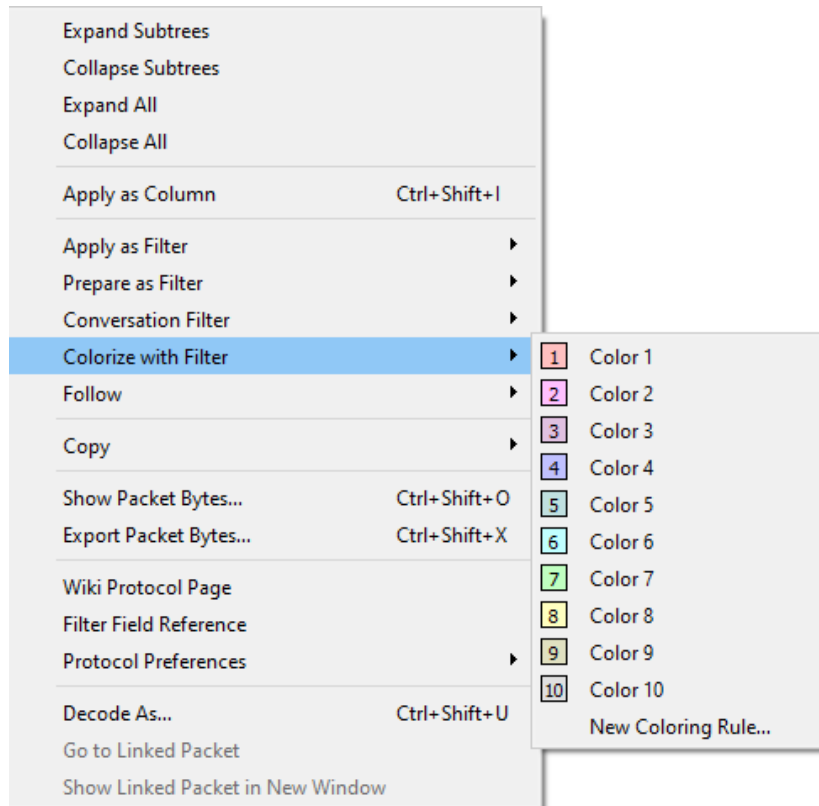 Expand Subtrees
Collapse Subtrees
Expand All
Collapse All
Apply as Column Ctrl+Shift+I
Apply as Filter
Prepare as Filter
Conversation Filter
Colorize with Filter
Follow
Copy
Show Packet Bytes... Ctrl+Shift+O
Export Packet Bytes... Ctrl+Shift+X
Wiki Protocol Page
Filter Field Reference
Protocol Preferences
Decode As... Ctrl+Shift+U
Go to Linked Packet
Show Linked Packet in New Window
1 Color 1
2 Color 2
3 Color 3
4 Color 4
5 Color 5
6 Color 6
7 Color 7
8 Color 8
9 Color 9
10 Color 10
New Coloring Rule...